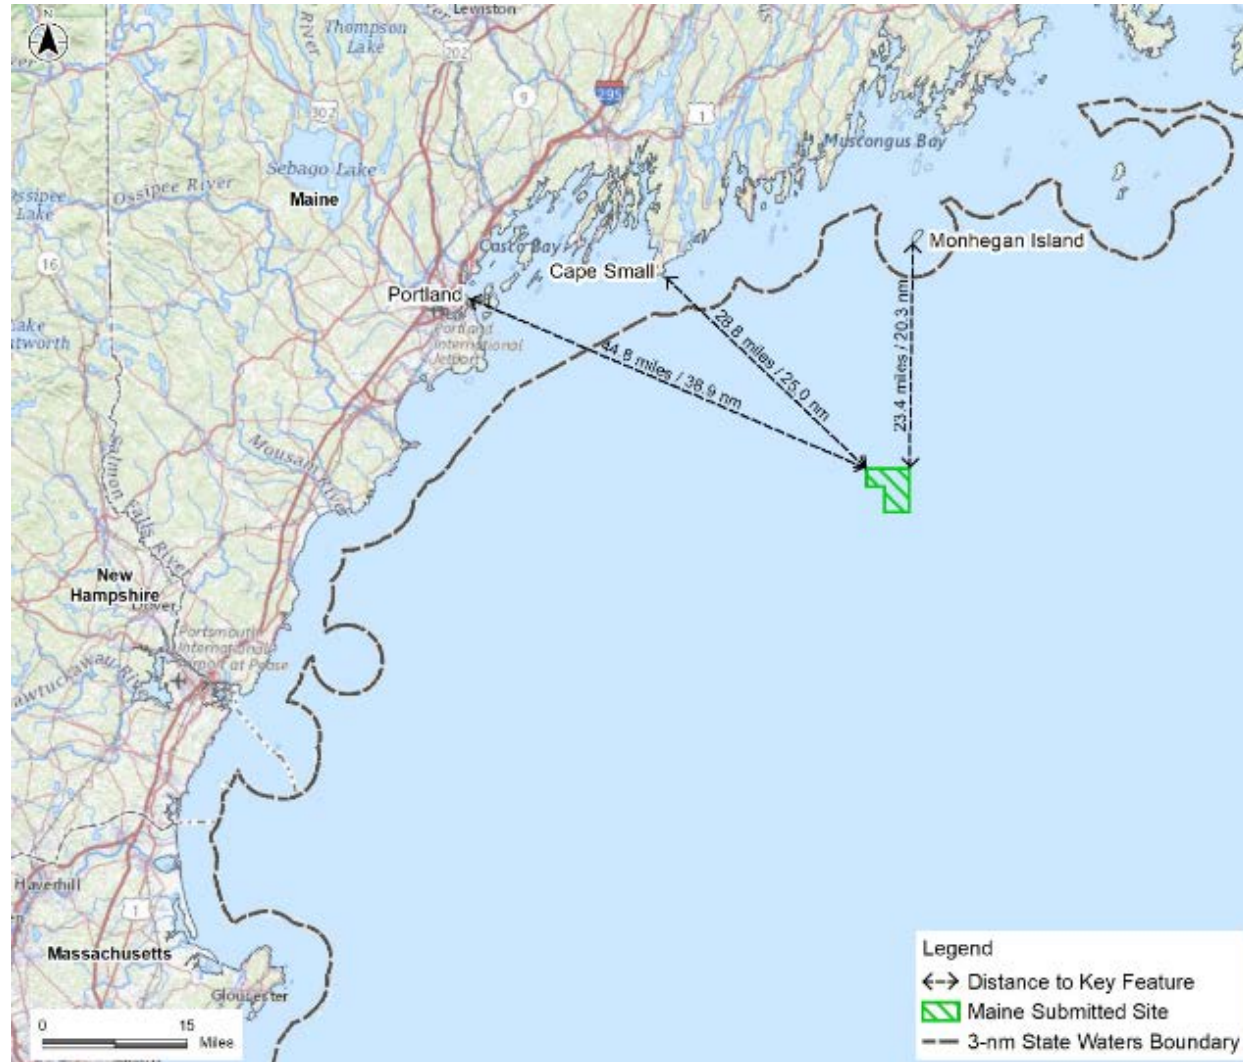 N
Lewiston
Thompson
Lake
202
295
9
1
302
Muscongus Bay
Sebago Lake
Ossipee River
Ossipee
Lake
Maine
Monhegan Island
Casco Bay
Cape Small
16
Portland
Portland
International
Jetport
28.8 miles / 25.0 nm
44.8 miles / 38.9 nm
23.4 miles / 20.3 nm
Mousam River
Salmon Falls River
New
Hampshire
Dover
Portsmouth
International
Airport at Pease
awtuckaway River
Haverhill
1
Massachusetts
Gloucester
0 15
Miles
Legend
Distance to Key Feature
Maine Submitted Site
3-nm State Waters Boundary